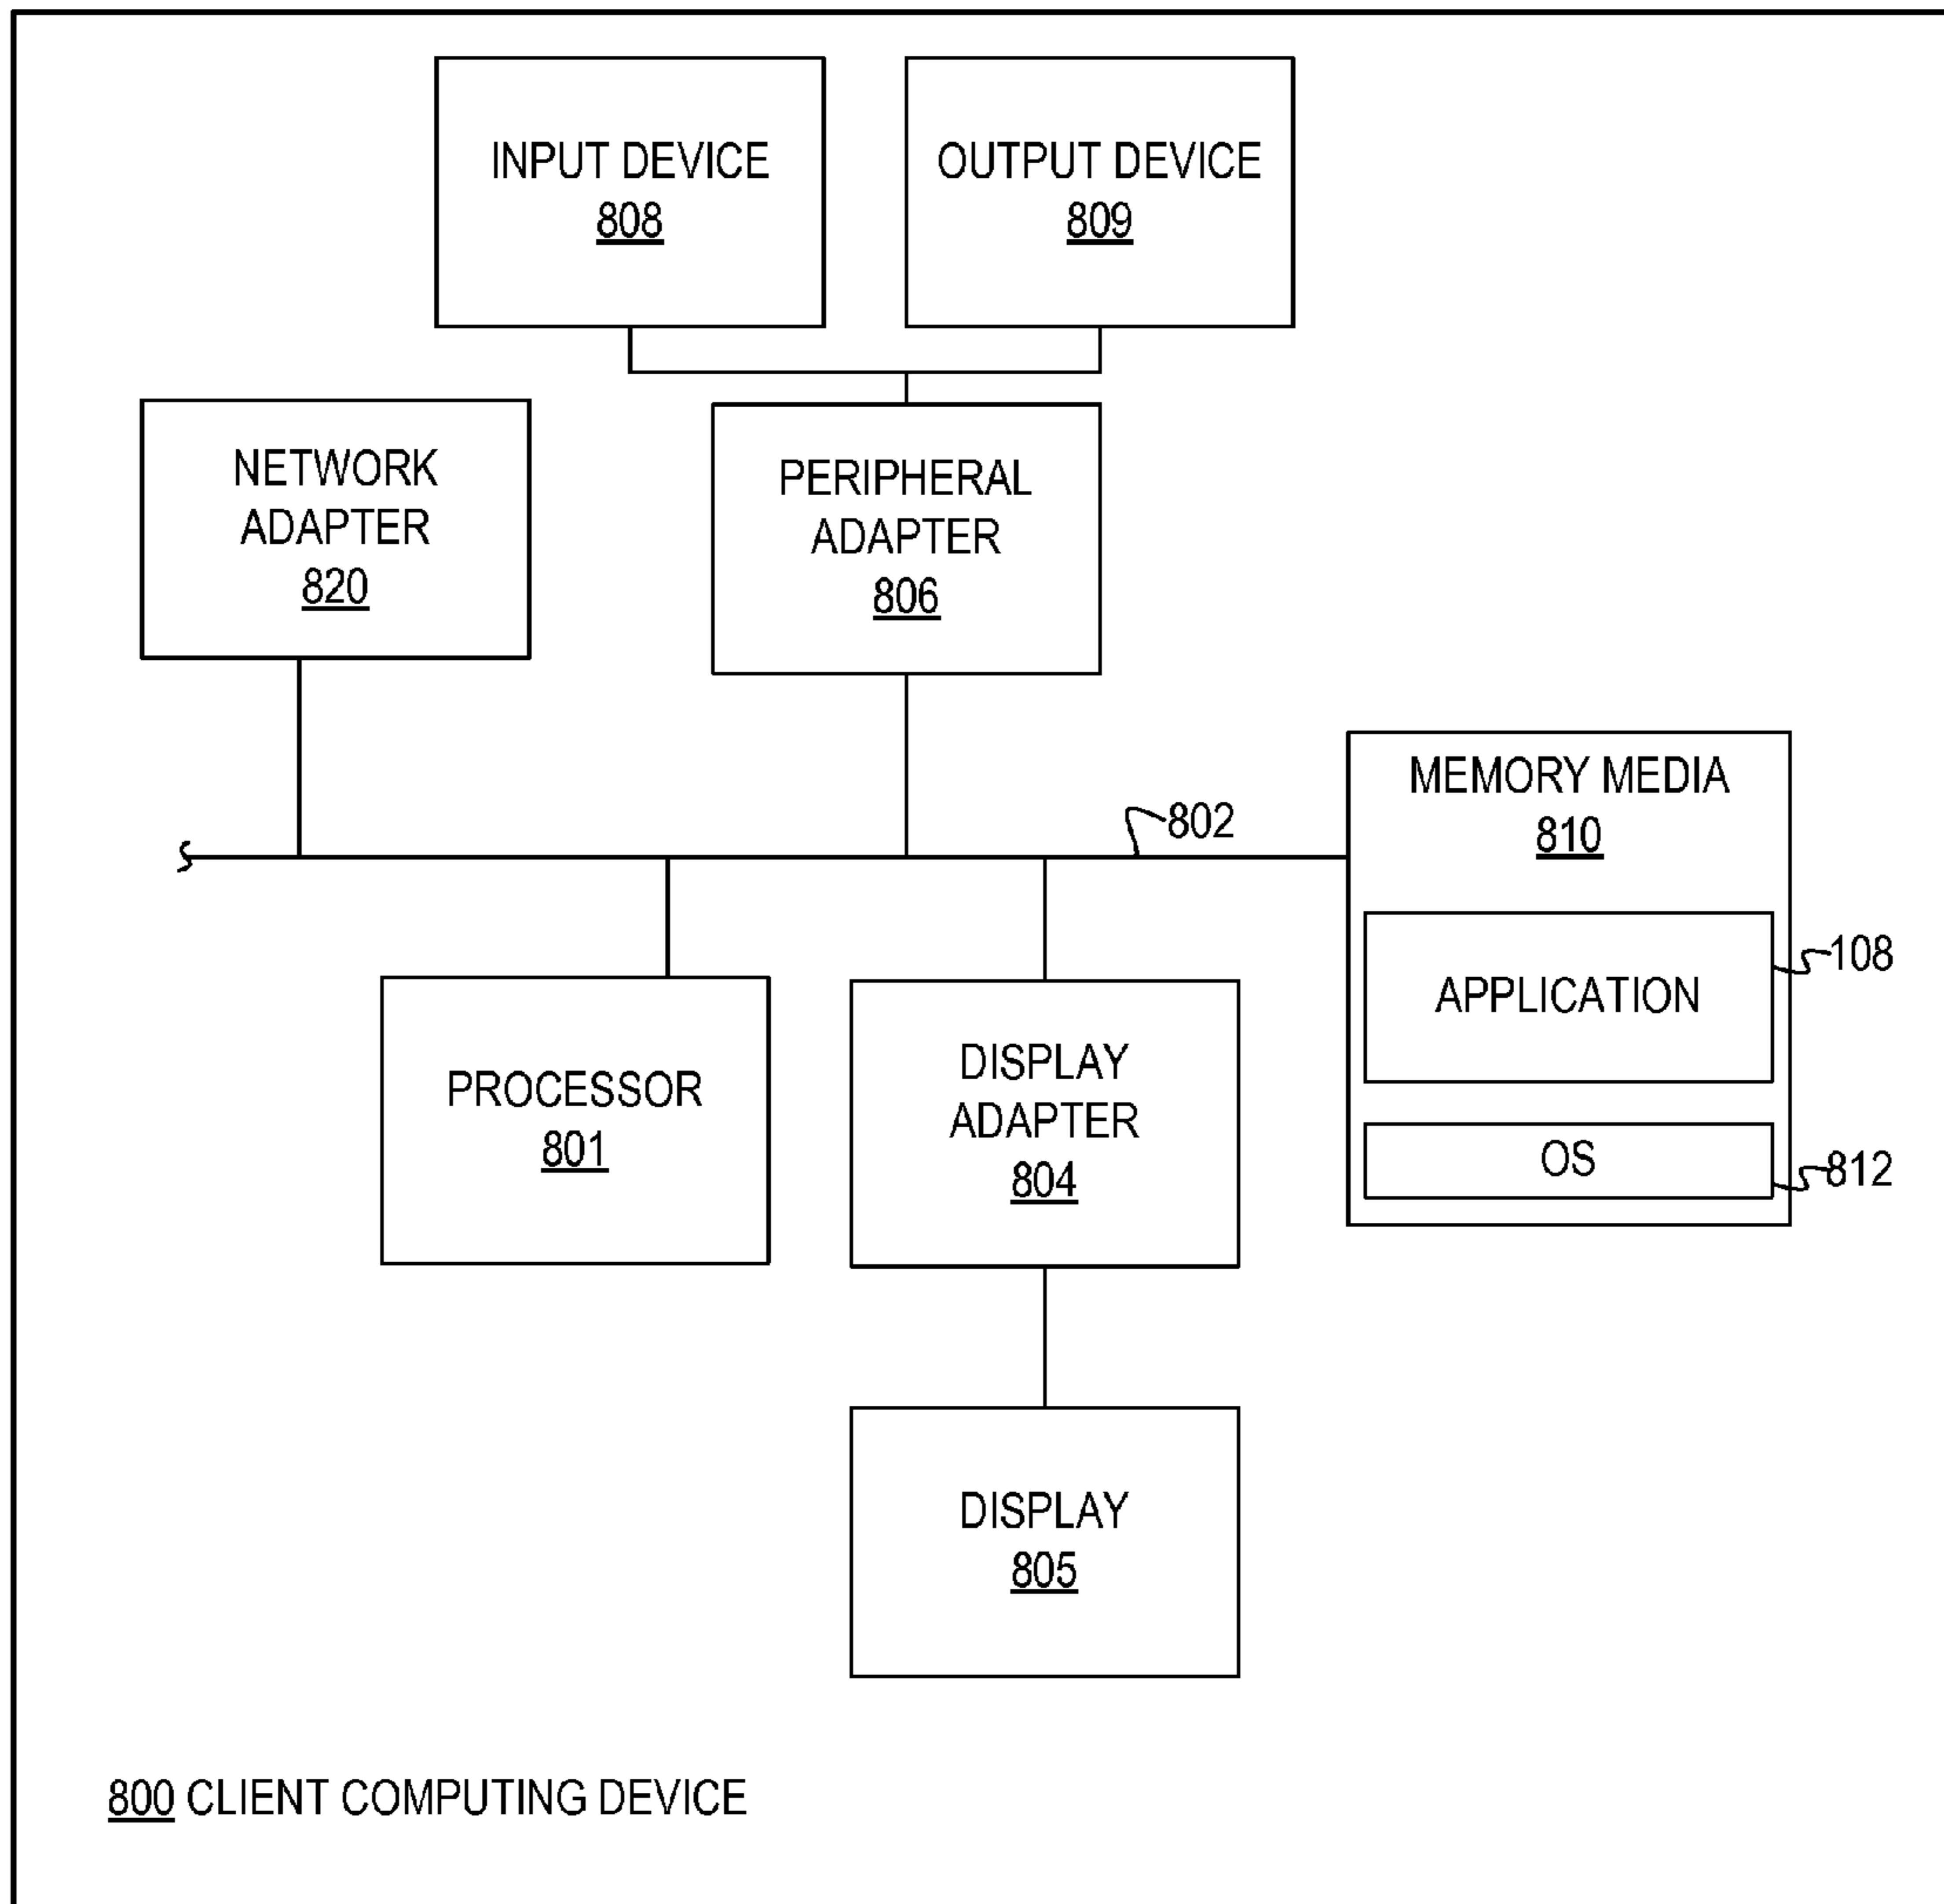 INPUT DEVICE
808
OUTPUT DEVICE
809
NETWORK
ADAPTER
820
PERIPHERAL
ADAPTER
806
802
MEMORY MEDIA
810
APPLICATION
108
OS
812
PROCESSOR
801
DISPLAY
ADAPTER
804
DISPLAY
805
800 CLIENT COMPUTING DEVICE